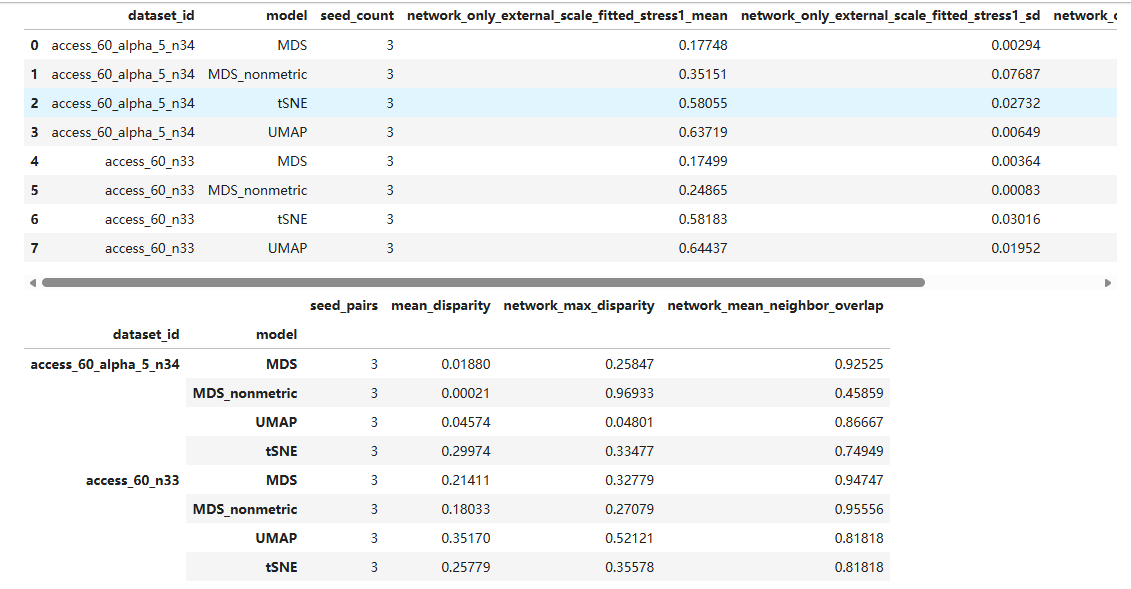 dataset_id model seed_count network_only_external_scale_fitted_stress1_mean network_only_external_scale_fitted_stress1_sd
0 access_60_alpha_5_n34 MDS 3 0.17748 0.00294
1 access_60_alpha_5_n34 MDS_nonmetric 3 0.35151 0.07687
2 access_60_alpha_5_n34 tSNE 3 0.58055 0.02732
3 access_60_alpha_5_n34 UMAP 3 0.63719 0.00649
4 access_60_n33 MDS 3 0.17499 0.00364
5 access_60_n33 MDS_nonmetric 3 0.24865 0.00083
6 access_60_n33 tSNE 3 0.58183 0.03016
7 access_60_n33 UMAP 3 0.64437 0.01952
seed_pairs mean_disparity network_max_disparity network_mean_neighbor_overlap
dataset_id model
access_60_alpha_5_n34 MDS 3 0.01880 0.25847 0.92525
MDS_nonmetric 3 0.00021 0.96933 0.45859
UMAP 3 0.04574 0.04801 0.86667
tSNE 3 0.29974 0.33477 0.74949
access_60_n33 MDS 3 0.21411 0.32779 0.94747
MDS_nonmetric 3 0.18033 0.27079 0.95556
UMAP 3 0.35170 0.52121 0.81818
tSNE 3 0.25779 0.35578 0.81818